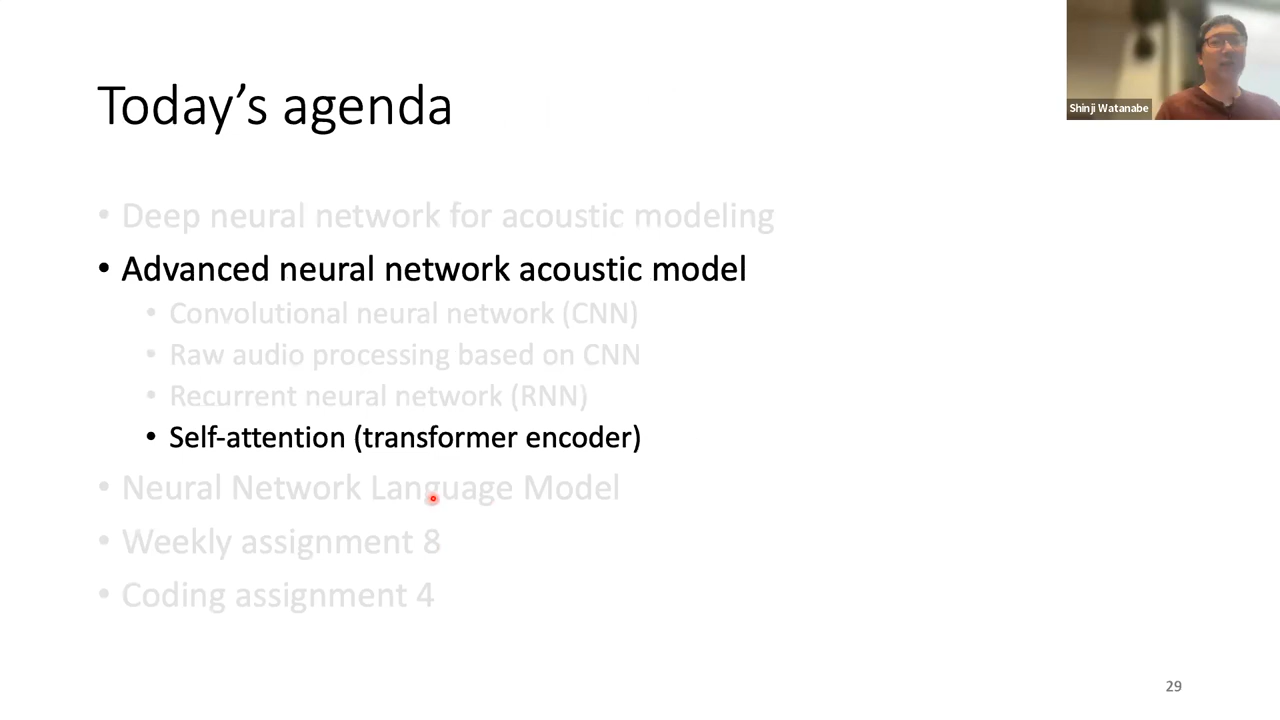 Shinji Watanabe
Today's agenda
• Deep neural network for acoustic modeling
• Advanced neural network acoustic model
• Convolutional neural network (CNN)
• Raw audio processing based on CNN
• Recurrent neural network (RNN)
• Self-attention (transformer encoder)
• Neural Network Language Model
• Weekly assignment 8
• Coding assignment 4
29